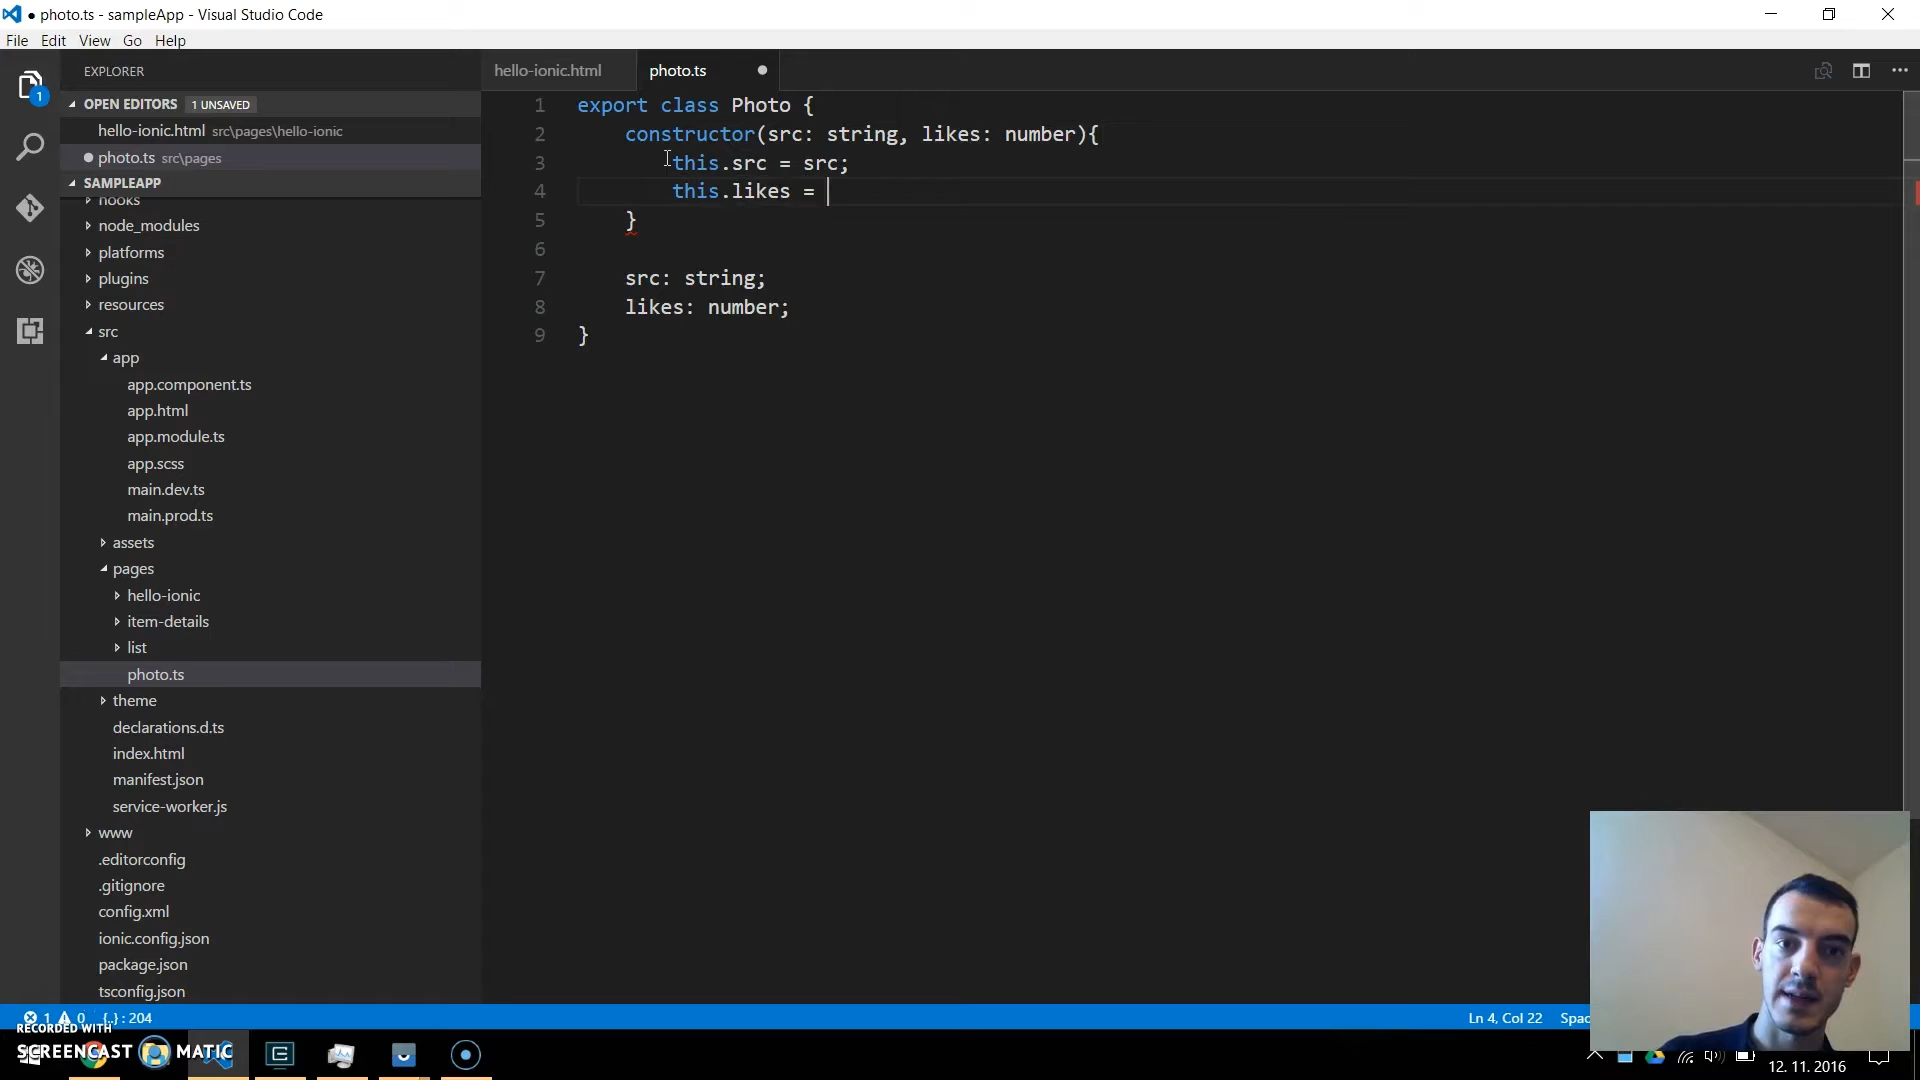 ● photo.ts - sampleApp - Visual Studio Code
File Edit View Go Help
EXPLORER
OPEN EDITORS 1 UNSAVED
hello-ionic.html src\pages\hello-ionic
photo.ts src\pages
SAMPLEAPP
hooks
node_modules
platforms
plugins
resources
src
app
app.component.ts
app.html
app.module.ts
app.scss
main.dev.ts
main.prod.ts
assets
pages
hello-ionic
item-details
list
photo.ts
theme
declarations.d.ts
index.html
manifest.json
service-worker.js
www
.editorconfig
.gitignore
config.xml
ionic.config.json
package.json
tsconfig.json
1
hello-ionic.html photo.ts
1 export class Photo {
2 constructor(src: string, likes: number){
3 this.src = src;
4 this.likes =
5 }
6
7 src: string;
8 likes: number;
9 }
1 0 {..} : 204
Ln 4, Col 22 Spac
RECORDED WITH
SCREENCAST MATIC
12. 11. 2016